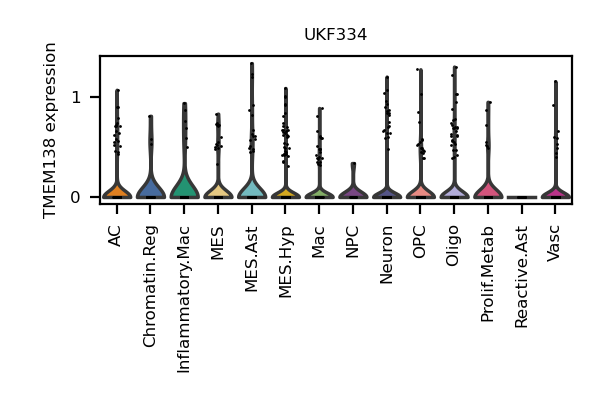 UKF334
TMEM138 expression
1
0
AC
Chromatin.Reg
Inflammatory.Mac
MES
MES.Ast
MES.Hyp
Mac
NPC
Neuron
OPC
Oligo
Prolif.Metab
Reactive.Ast
Vasc